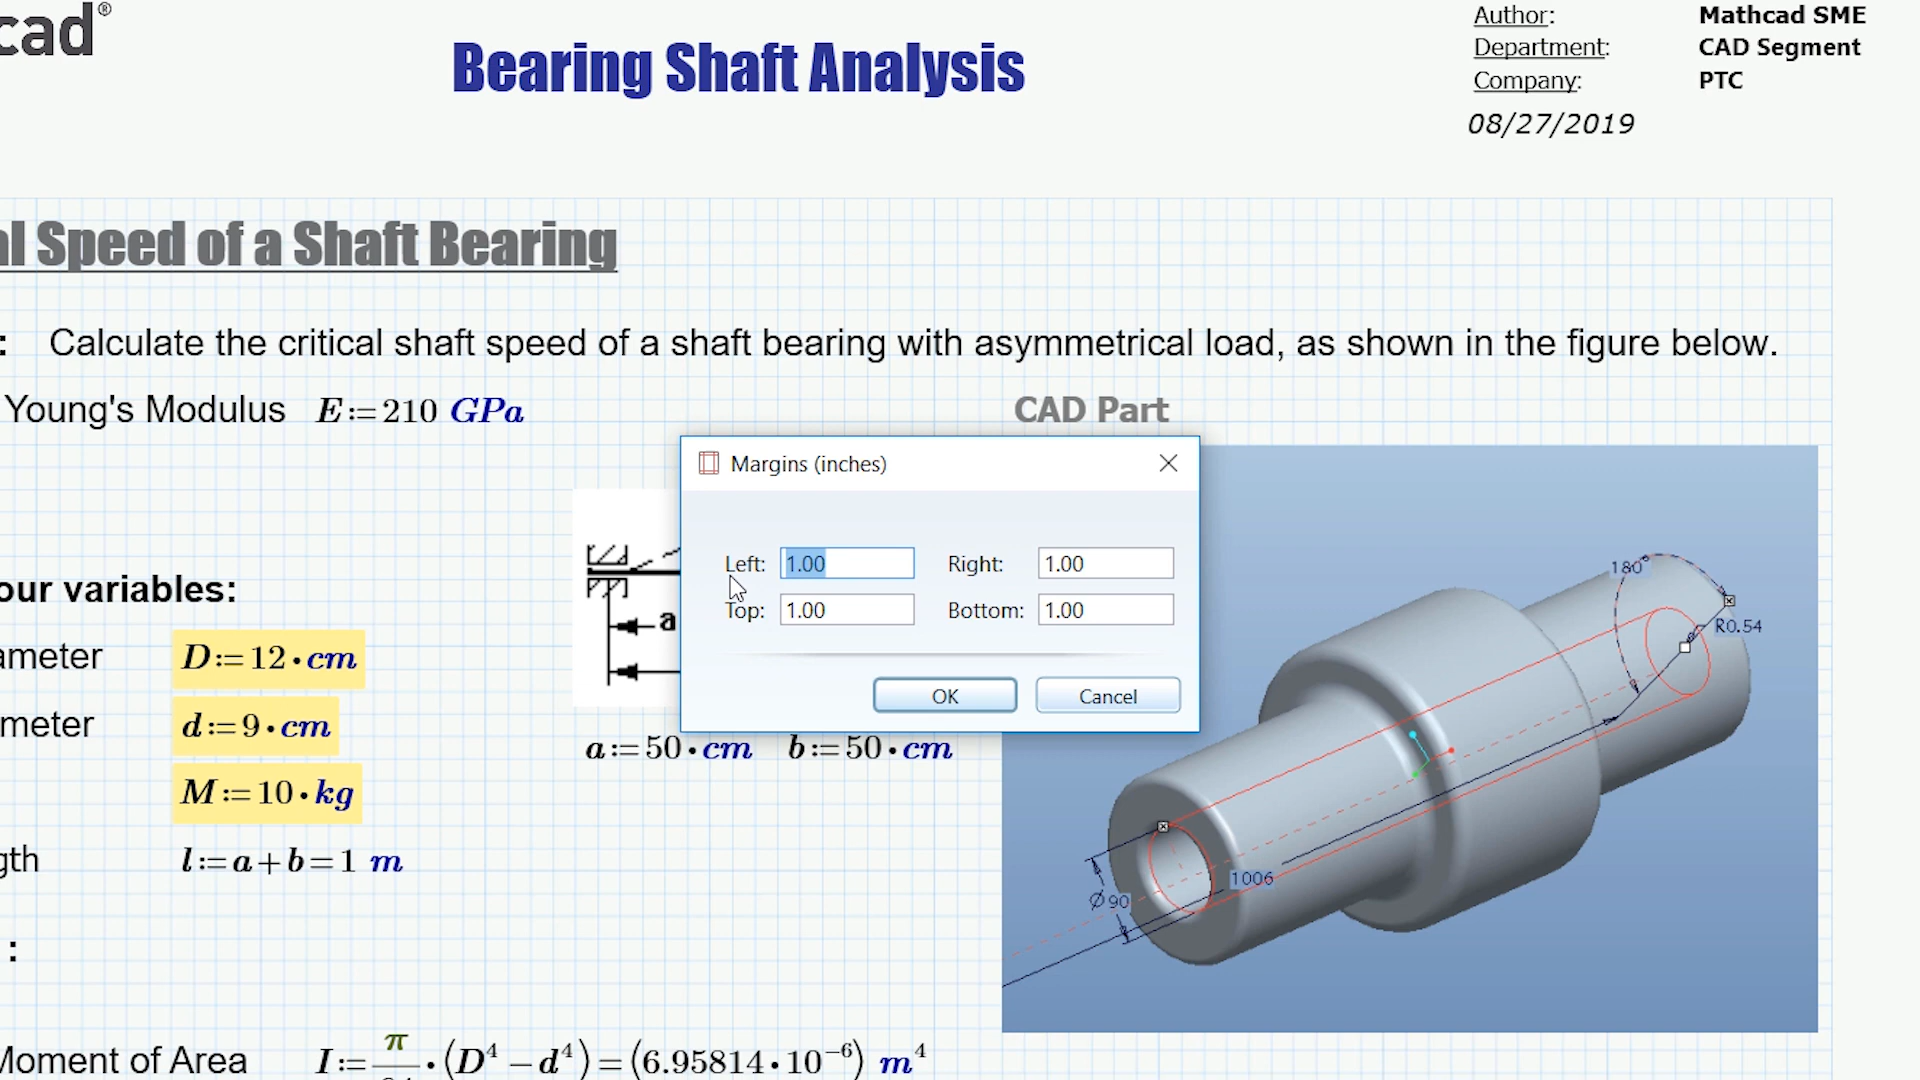 cad®
Bearing Shaft Analysis
Author: Mathcad SME
Department: CAD Segment
Company: PTC
08/27/2019
al Speed of a Shaft Bearing
: Calculate the critical shaft speed of a shaft bearing with asymmetrical load, as shown in the figure below.
Young's Modulus E:=210 GPa
CAD Part
Margins (inches)
Left: 1.00 Right: 1.00
Top: 1.00 Bottom: 1.00
OK Cancel
our variables:
ameter D:=12·cm
a
meter d:=9·cm
a:=50·cm b:=50·cm
M:=10·kg
gth l:=a+b=1 m
:
180°
R0.54
1006
Ø90
Moment of Area I:=π/64·(D⁴−d⁴)=(6.95814·10⁻⁶) m⁴